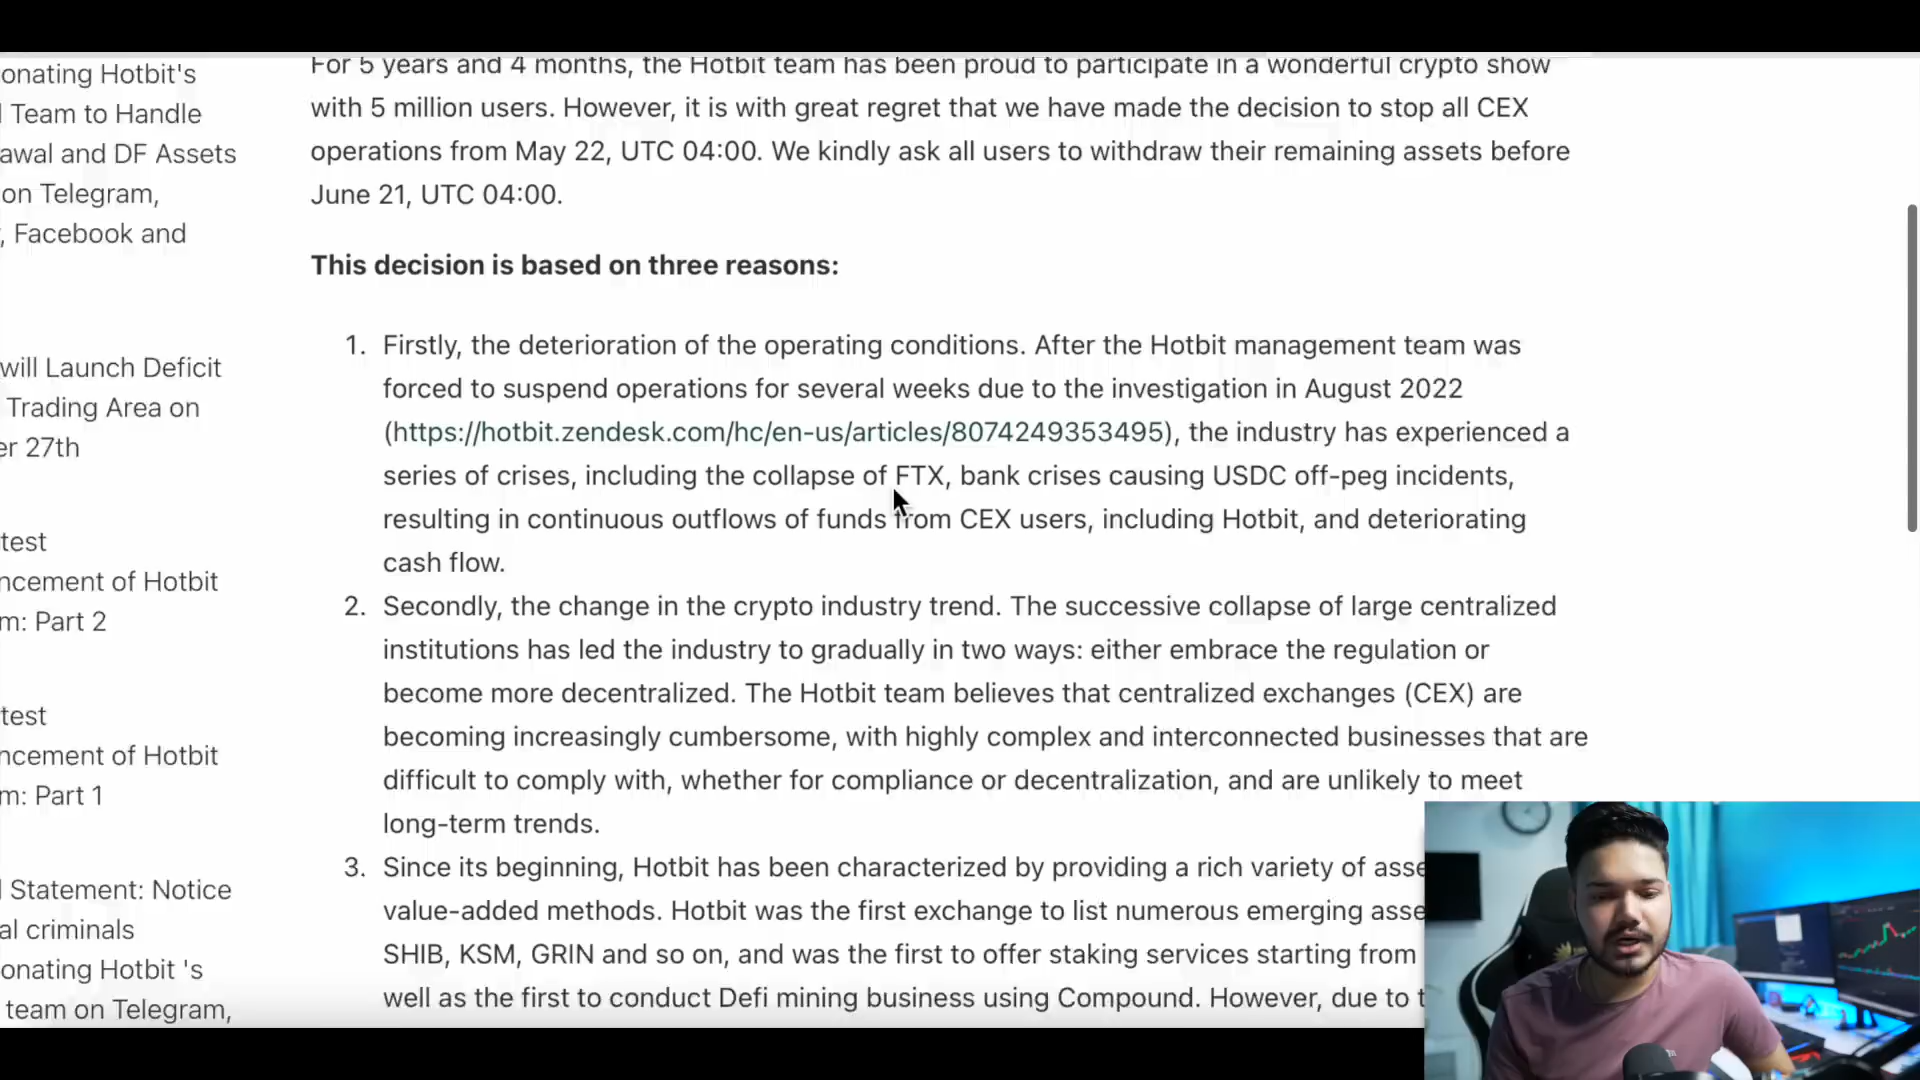 onating Hotbit's
l Team to Handle
awal and DF Assets
on Telegram,
, Facebook and
will Launch Deficit
Trading Area on
er 27th
test
ncement of Hotbit
m: Part 2
test
ncement of Hotbit
m: Part 1
l Statement: Notice
al criminals
onating Hotbit 's
team on Telegram,
For 5 years and 4 months, the Hotbit team has been proud to participate in a wonderful crypto show
with 5 million users. However, it is with great regret that we have made the decision to stop all CEX
operations from May 22, UTC 04:00. We kindly ask all users to withdraw their remaining assets before
June 21, UTC 04:00.
This decision is based on three reasons:
1. Firstly, the deterioration of the operating conditions. After the Hotbit management team was
forced to suspend operations for several weeks due to the investigation in August 2022
(https://hotbit.zendesk.com/hc/en-us/articles/8074249353495), the industry has experienced a
series of crises, including the collapse of FTX, bank crises causing USDC off-peg incidents,
resulting in continuous outflows of funds from CEX users, including Hotbit, and deteriorating
cash flow.
2. Secondly, the change in the crypto industry trend. The successive collapse of large centralized
institutions has led the industry to gradually in two ways: either embrace the regulation or
become more decentralized. The Hotbit team believes that centralized exchanges (CEX) are
becoming increasingly cumbersome, with highly complex and interconnected businesses that are
difficult to comply with, whether for compliance or decentralization, and are unlikely to meet
long-term trends.
3. Since its beginning, Hotbit has been characterized by providing a rich variety of asse
value-added methods. Hotbit was the first exchange to list numerous emerging asse
SHIB, KSM, GRIN and so on, and was the first to offer staking services starting from
well as the first to conduct Defi mining business using Compound. However, due to t